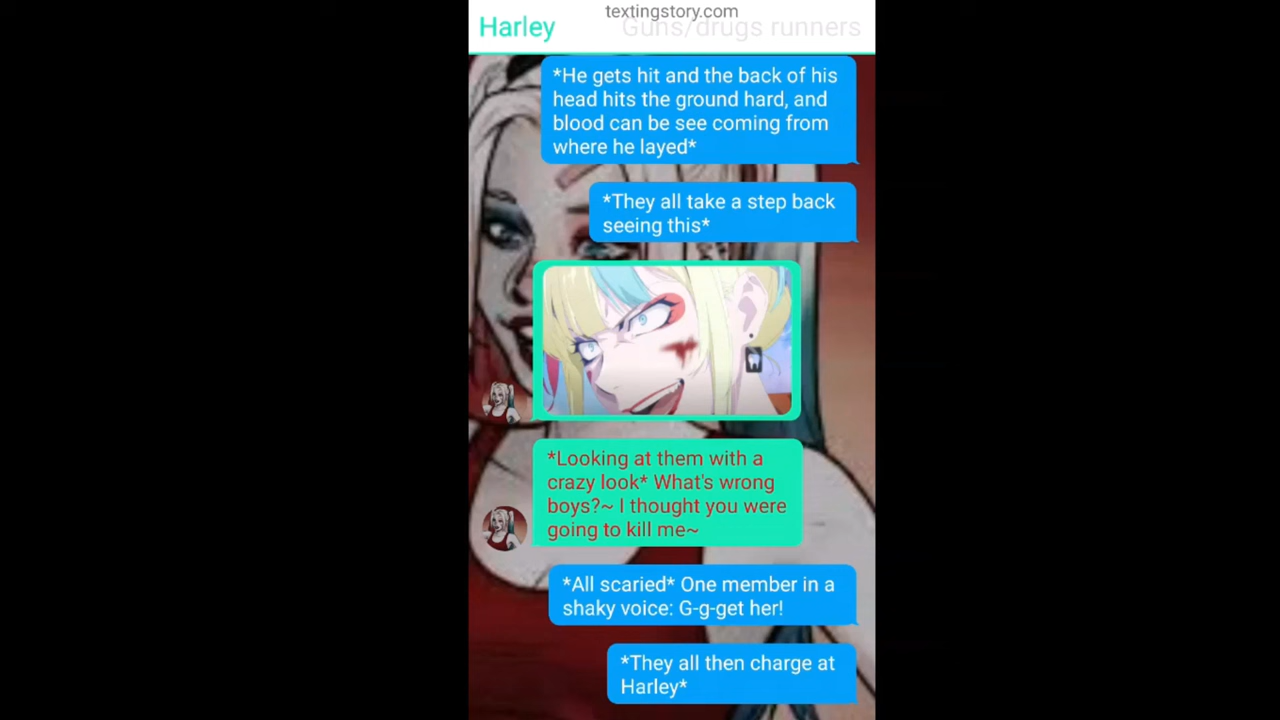 textingstory.com
Harley
Guns/drugs runners
*He gets hit and the back of his
head hits the ground hard, and
blood can be see coming from
where he layed*
*They all take a step back
seeing this*
*Looking at them with a
crazy look* What's wrong
boys?~ I thought you were
going to kill me~
*All scaried* One member in a
shaky voice: G-g-get her!
*They all then charge at
Harley*